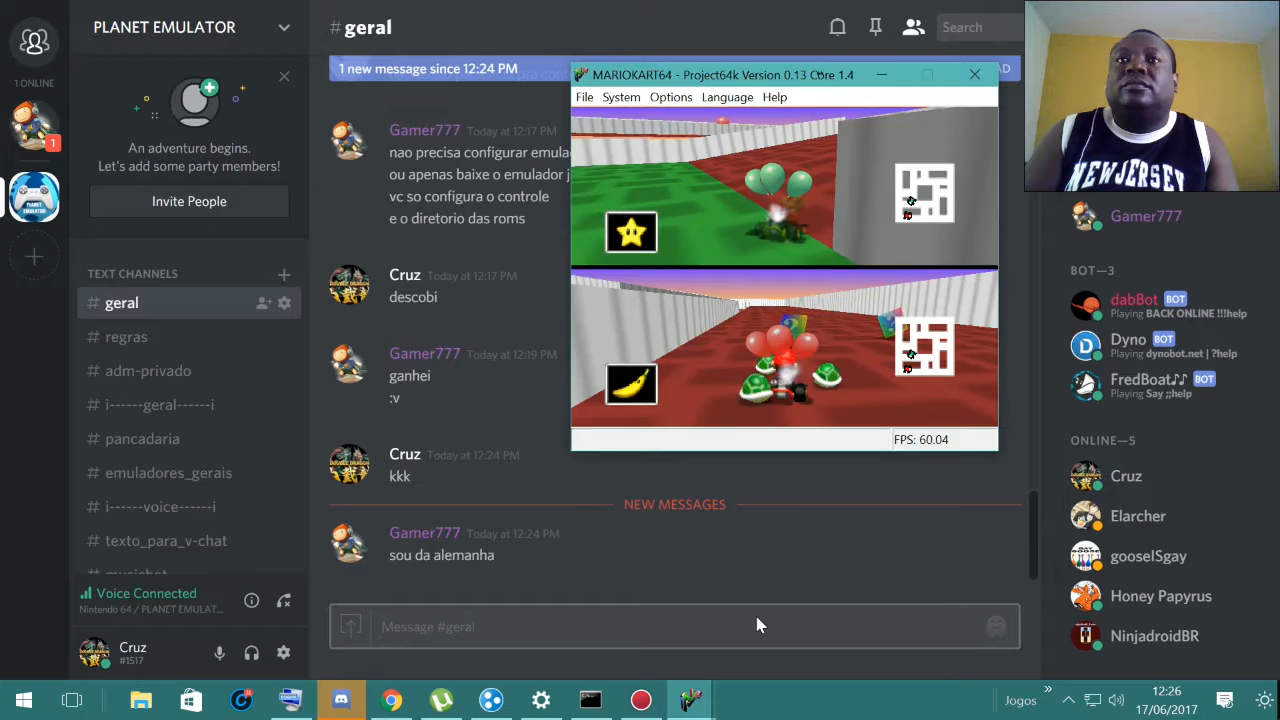 PLANET EMULATOR
#geral
Search
1 ONLINE
1 new message since 12:24 PM
1
An adventure begins.
Let's add some party members!
Invite People
TEXT CHANNELS
# geral
# regras
# adm-privado
# i------geral------i
# pancadaria
# emuladores_gerais
# i------voice------i
# texto_para_v-chat
Voice Connected
Nintendo 64 / PLANET EMULAT...
Cruz
#1517
Gamer777 Today at 12:17 PM
nao precisa configurar emula
ou apenas baixe o emulador j
vc so configura o controle
e o diretorio das roms
Cruz Today at 12:17 PM
descobi
Gamer777 Today at 12:19 PM
ganhei
:v
Cruz Today at 12:24 PM
kkk
NEW MESSAGES
Gamer777 Today at 12:24 PM
sou da alemanha
Message #geral
MARIOKART64 - Project64k Version 0.13 Core 1.4
File System Options Language Help
FPS: 60.04
NEWJERSEY
Gamer777
BOT—3
dabBot BOT
Playing BACK ONLINE !!!help
Dyno BOT
Playing dynobot.net | ?help
FredBoat♪♪ BOT
Playing Say ;;help
ONLINE—5
Cruz
Elarcher
gooseISgay
Honey Papyrus
NinjadroidBR
Jogos
12:26
17/06/2017